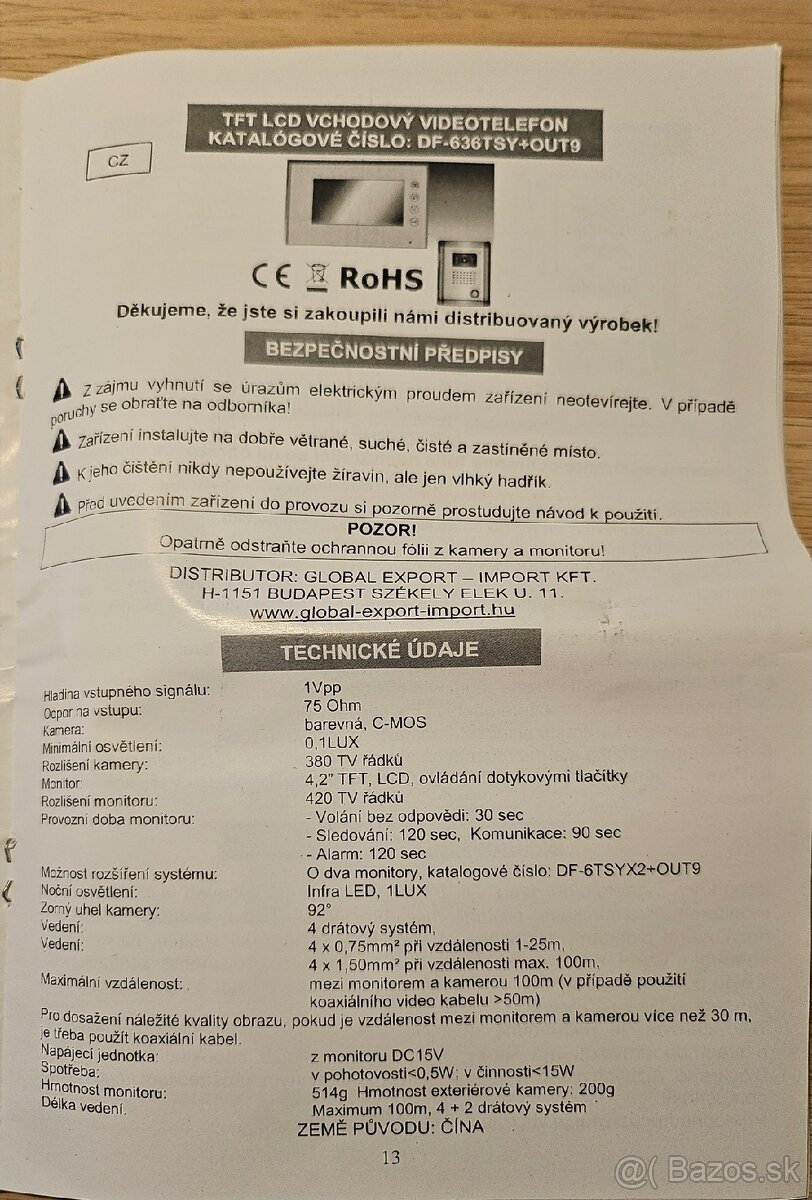 TFT LCD VCHODOVÝ VIDEOTELEFON
KATALÓGOVÉ ČÍSLO: DF-636TSY+OUT9
CZ
CE RoHS
Děkujeme, že jste si zakoupili námi distribuovaný výrobek!
BEZPEČNOSTNÍ PŘEDPISY
Z zájmu vyhnutí se úrazům elektrickým proudem zařízení neotevírejte. V případě
poruchy se obraťte na odborníka!
Zařízení instalujte na dobře větrané, suché, čisté a zastíněné místo.
K jeho čištění nikdy nepoužívejte žíravin, ale jen vlhký hadřík.
Před uvedením zařízení do provozu si pozorně prostudujte návod k použití.
POZOR!
Opatrně odstraňte ochrannou fólii z kamery a monitoru!
DISTRIBUTOR: GLOBAL EXPORT – IMPORT KFT.
H-1151 BUDAPEST SZÉKELY ELEK U. 11.
www.global-export-import.hu
TECHNICKÉ ÚDAJE
Hladina vstupného signálu: 1Vpp
Odpor na vstupu: 75 Ohm
Kamera: barevná, C-MOS
Minimální osvětlení: 0,1LUX
Rozlišení kamery: 380 TV řádků
Monitor: 4,2" TFT, LCD, ovládání dotykovými tlačítky
Rozlišení monitoru: 420 TV řádků
Provozní doba monitoru: - Volání bez odpovědi: 30 sec
- Sledování: 120 sec, Komunikace: 90 sec
- Alarm: 120 sec
Možnost rozšíření systému: O dva monitory, katalogové číslo: DF-6TSYX2+OUT9
Noční osvětlení: Infra LED, 1LUX
Zorný uhel kamery: 92°
Vedení: 4 drátový systém,
Vedení: 4 x 0,75mm² při vzdálenosti 1-25m,
4 x 1,50mm² při vzdálenosti max. 100m,
Maximální vzdálenost: mezi monitorem a kamerou 100m (v případě použití
koaxiálního video kabelu >50m)
Pro dosažení náležité kvality obrazu, pokud je vzdálenost mezi monitorem a kamerou více než 30 m,
je třeba použít koaxiální kabel.
Napájecí jednotka: z monitoru DC15V
Spotřeba: v pohotovosti<0,5W; v činnosti<15W
Hmotnost monitoru: 514g Hmotnost exteriérové kamery: 200g
Délka vedení. Maximum 100m, 4 + 2 drátový systém
ZEMĚ PŮVODU: ČÍNA
13
@( Bazos.sk